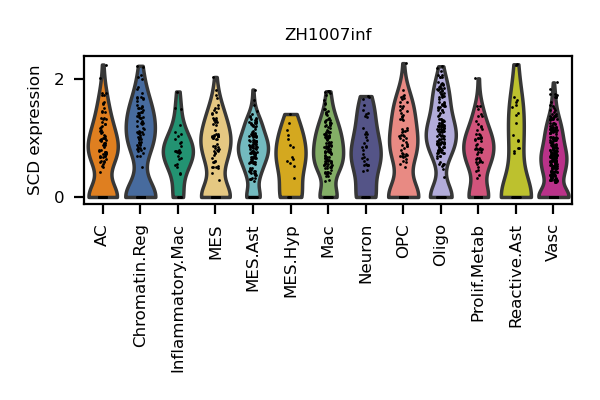 ZH1007inf
SCD expression
2
0
AC
Chromatin.Reg
Inflammatory.Mac
MES
MES.Ast
MES.Hyp
Mac
Neuron
OPC
Oligo
Prolif.Metab
Reactive.Ast
Vasc